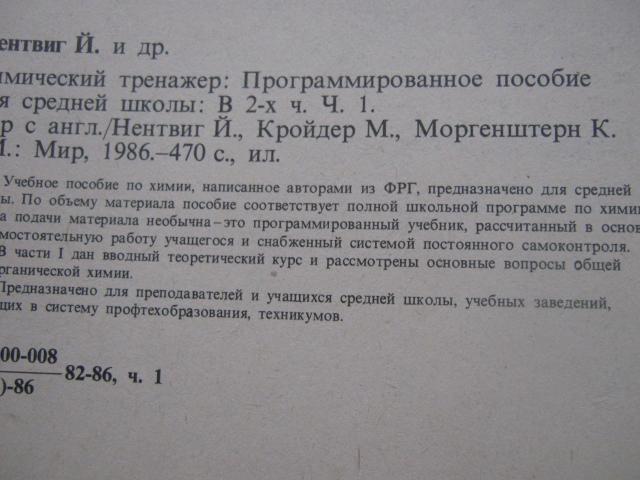 ентвиг Й. и др.
имический тренажер: Программированное пособие
я средней школы: В 2-х ч. Ч. 1.
р с англ./Нентвиг Й., Кройдер М., Моргенштерн К.
М.: Мир, 1986.–470 с., ил.
Учебное пособие по химии, написанное авторами из ФРГ, предназначено для средней
ы. По объему материала пособие соответствует полной школьной программе по химии
а подачи материала необычна–это программированный учебник, рассчитанный в основ
мостоятельную работу учащегося и снабженный системой постоянного самоконтроля.
В части I дан вводный теоретический курс и рассмотрены основные вопросы общей
рганической химии.
Предназначено для преподавателей и учащихся средней школы, учебных заведений,
щих в систему профтехобразования, техникумов.
00-008
)-86
82-86, ч. 1